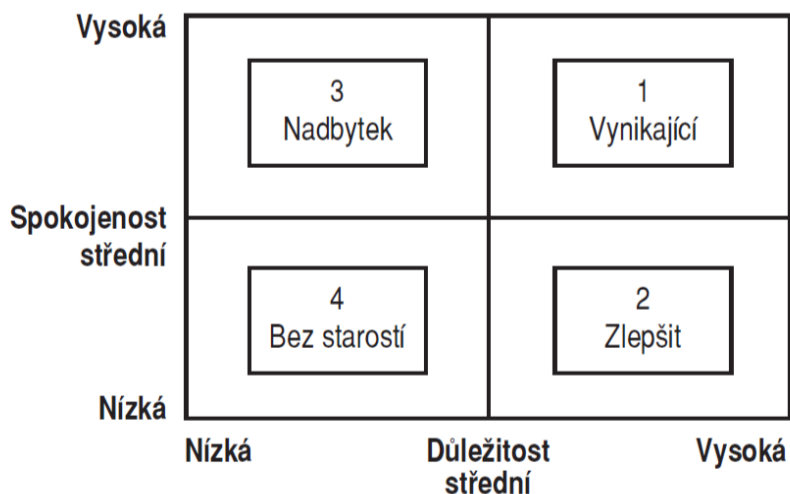 Vysoká
3
Nadbytek
1
Vynikající
Spokojenost
střední
4
Bez starostí
2
Zlepšit
Nízká
Nízká
Důležitost
střední
Vysoká